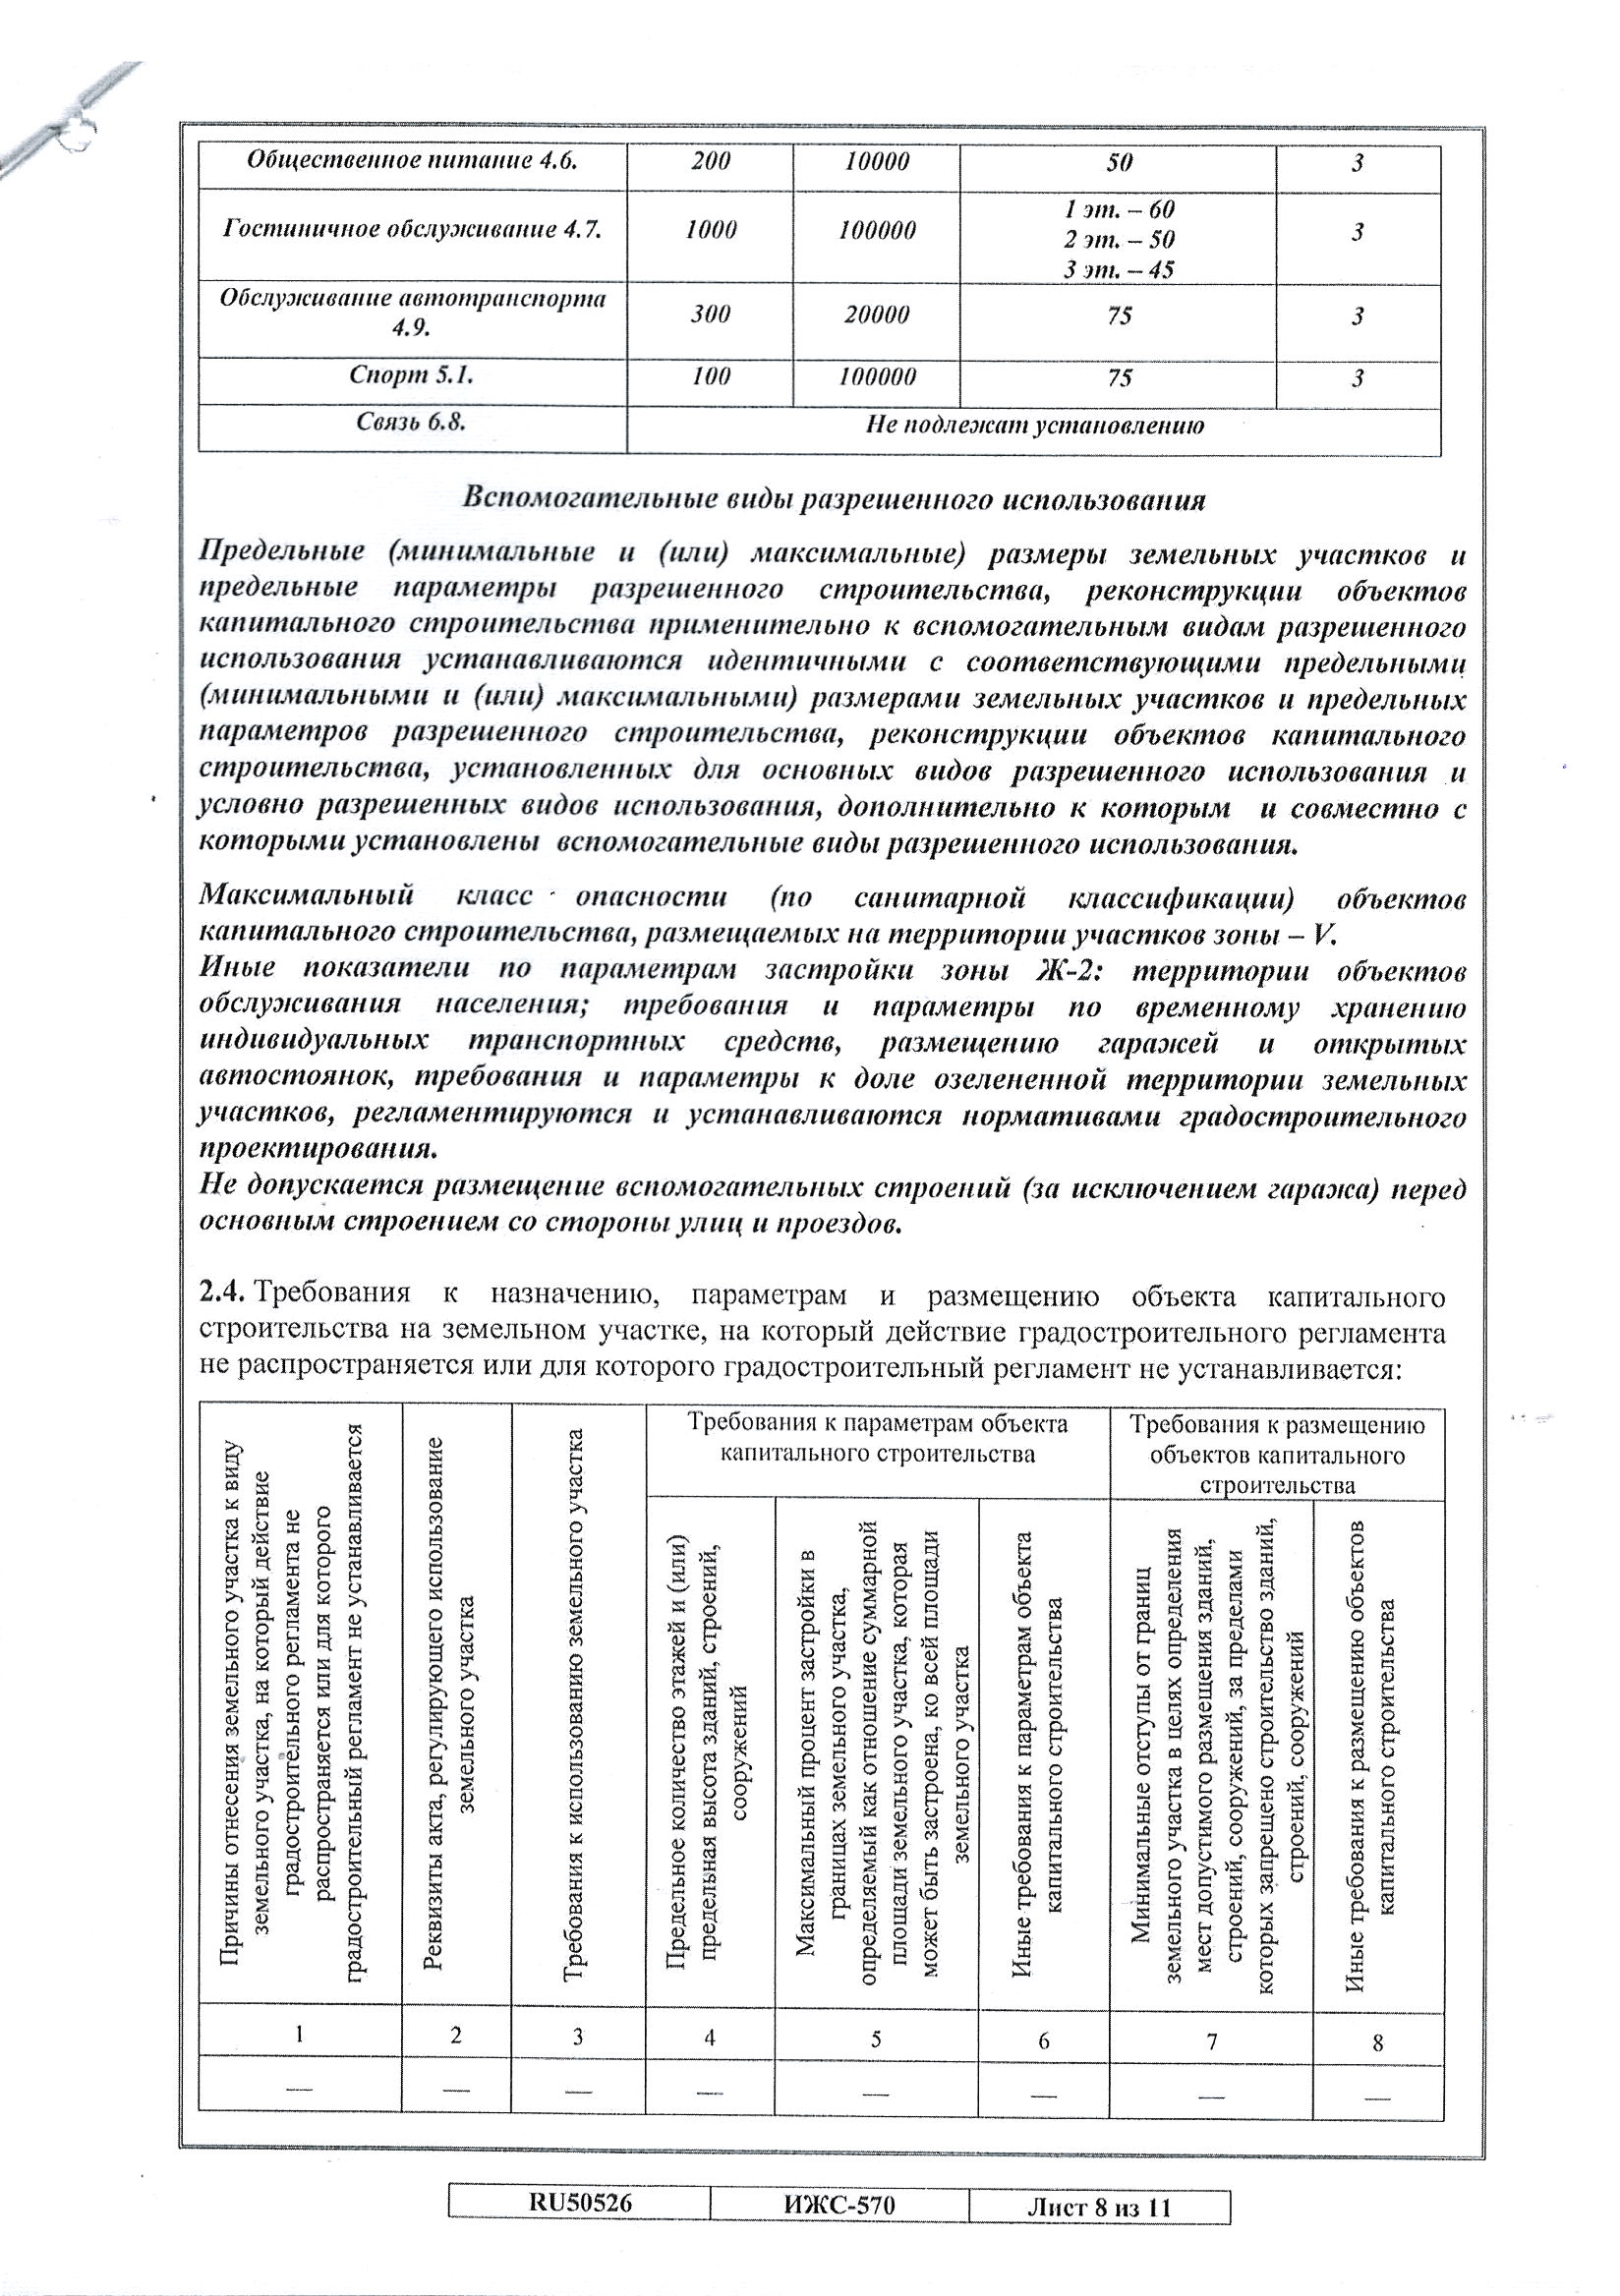 Общественное питание 4.6. 200 10000 50 3
Гостиничное обслуживание 4.7. 1000 100000 1 эт. – 60
2 эт. – 50
3 эт. – 45 3
Обслуживание автотранспорта
4.9. 300 20000 75 3
Спорт 5.1. 100 100000 75 3
Связь 6.8. Не подлежат установлению
Вспомогательные виды разрешенного использования
Предельные (минимальные и (или) максимальные) размеры земельных участков и
предельные параметры разрешенного строительства, реконструкции объектов
капитального строительства применительно к вспомогательным видам разрешенного
использования устанавливаются идентичными с соответствующими предельными
(минимальными и (или) максимальными) размерами земельных участков и предельных
параметров разрешенного строительства, реконструкции объектов капитального
строительства, установленных для основных видов разрешенного использования и
условно разрешенных видов использования, дополнительно к которым и совместно с
которыми установлены вспомогательные виды разрешенного использования.
Максимальный класс опасности (по санитарной классификации) объектов
капитального строительства, размещаемых на территории участков зоны – V.
Иные показатели по параметрам застройки зоны Ж-2: территории объектов
обслуживания населения; требования и параметры по временному хранению
индивидуальных транспортных средств, размещению гаражей и открытых
автостоянок, требования и параметры к доле озелененной территории земельных
участков, регламентируются и устанавливаются нормативами градостроительного
проектирования.
Не допускается размещение вспомогательных строений (за исключением гаража) перед
основным строением со стороны улиц и проездов.
2.4. Требования к назначению, параметрам и размещению объекта капитального
строительства на земельном участке, на который действие градостроительного регламента
не распространяется или для которого градостроительный регламент не устанавливается:
Причины отнесения земельного участка к виду
земельного участка, на который действие
градостроительного регламента не
распространяется или для которого
градостроительный регламент не устанавливается
Реквизиты акта, регулирующего использование
земельного участка
Требования к использованию земельного участка
Требования к параметрам объекта
капитального строительства
Предельное количество этажей и (или)
предельная высота зданий, строений,
сооружений
Максимальный процент застройки в
границах земельного участка,
определяемый как отношение суммарной
площади земельного участка, которая
может быть застроена, ко всей площади
земельного участка
Иные требования к параметрам объекта
капитального строительства
Требования к размещению
объектов капитального
строительства
Минимальные отступы от границ
земельного участка в целях определения
мест допустимого размещения зданий,
строений, сооружений, за пределами
которых запрещено строительство зданий,
строений, сооружений
Иные требования к размещению объектов
капитального строительства
1 2 3 4 5 6 7 8
— — — — — — — —
RU50526 ИЖС-570 Лист 8 из 11